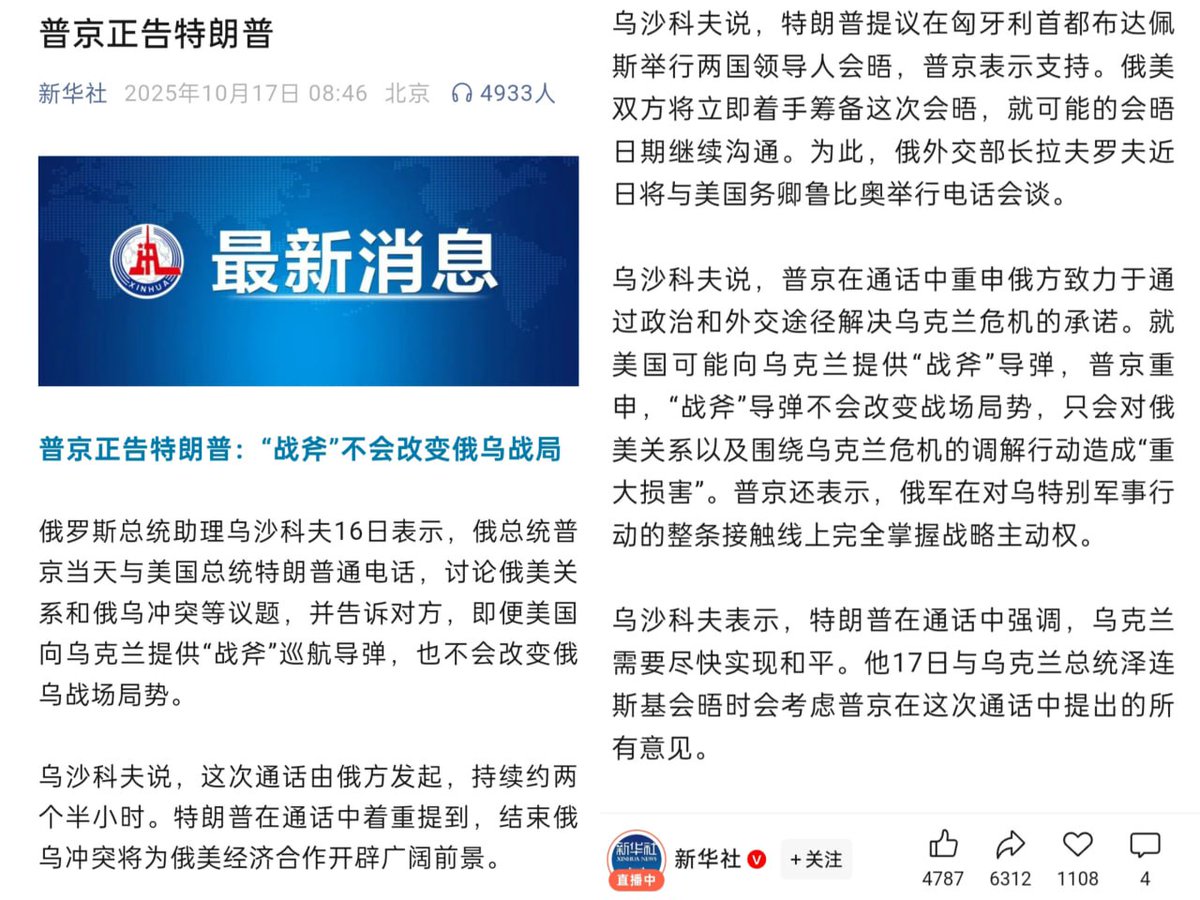 普京正告特朗普
新华社 2025年10月17日 08:46 北京 4933人
XINHUA
最新消息
普京正告特朗普：“战斧”不会改变俄乌战局
俄罗斯总统助理乌沙科夫16日表示，俄总统普
京当天与美国总统特朗普通电话，讨论俄美关
系和俄乌冲突等议题，并告诉对方，即便美国
向乌克兰提供“战斧”巡航导弹，也不会改变俄
乌战场局势。
乌沙科夫说，这次通话由俄方发起，持续约两
个半小时。特朗普在通话中着重提到，结束俄
乌冲突将为俄美经济合作开辟广阔前景。
乌沙科夫说，特朗普提议在匈牙利首都布达佩
斯举行两国领导人会晤，普京表示支持。俄美
双方将立即着手筹备这次会晤，就可能的会晤
日期继续沟通。为此，俄外交部长拉夫罗夫近
日将与美国务卿鲁比奥举行电话会谈。
乌沙科夫说，普京在通话中重申俄方致力于通
过政治和外交途径解决乌克兰危机的承诺。就
美国可能向乌克兰提供“战斧”导弹，普京重
申，“战斧”导弹不会改变战场局势，只会对俄
美关系以及围绕乌克兰危机的调解行动造成“重
大损害”。普京还表示，俄军在对乌特别军事行
动的整条接触线上完全掌握战略主动权。
乌沙科夫表示，特朗普在通话中强调，乌克兰
需要尽快实现和平。他17日与乌克兰总统泽连
斯基会晤时会考虑普京在这次通话中提出的所
有意见。
新华社
XINHUA NEWS
直播中
新华社 +关注
4787 6312 1108 4